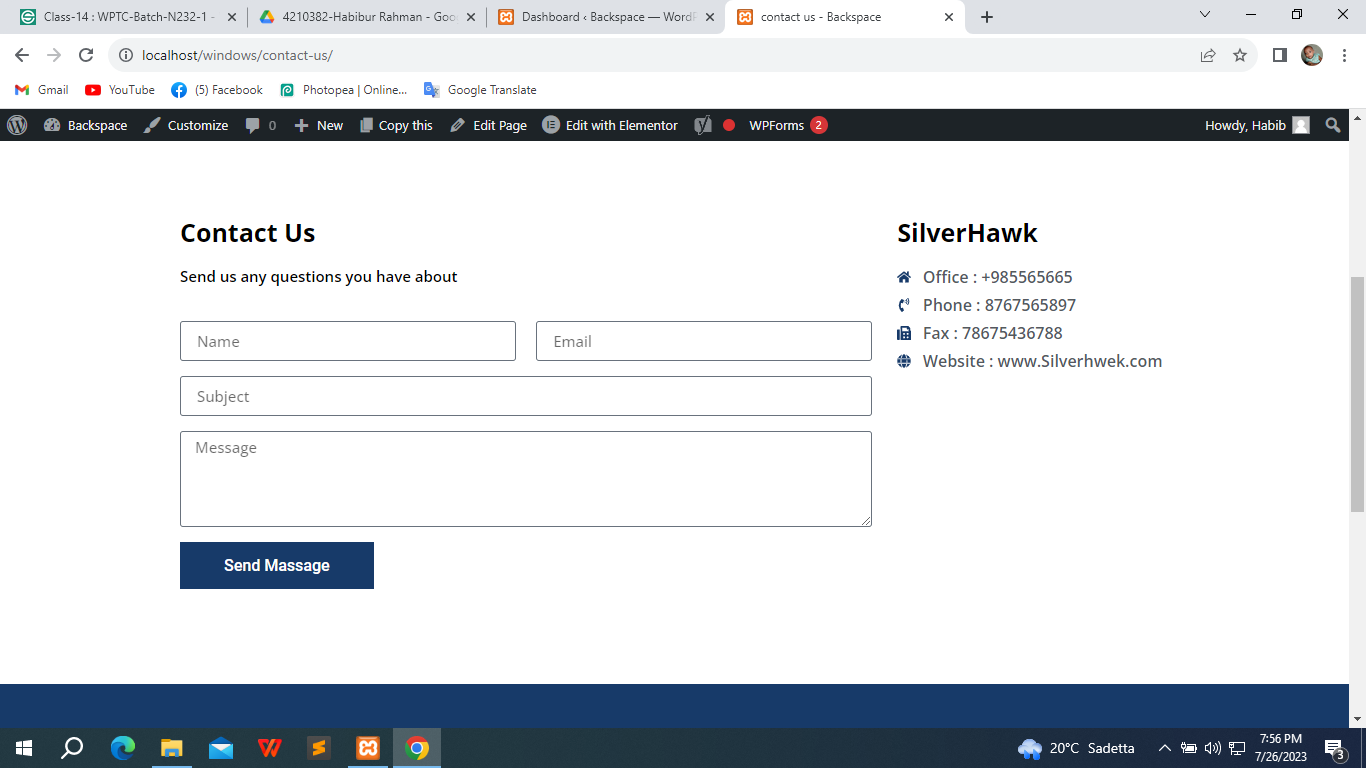 Class-14 : WPTC-Batch-N232-1 -
4210382-Habibur Rahman - Goo
Dashboard ‹ Backspace — WordP
contact us - Backspace
localhost/windows/contact-us/
Gmail YouTube (5) Facebook Photopea | Online... Google Translate
Backspace Customize 0 New Copy this Edit Page Edit with Elementor WPForms 2 Howdy, Habib
Contact Us
Send us any questions you have about
Name
Email
Subject
Message
Send Massage
SilverHawk
Office : +985565665
Phone : 8767565897
Fax : 78675436788
Website : www.Silverhwek.com
20°C Sadetta
7:56 PM
7/26/2023
3